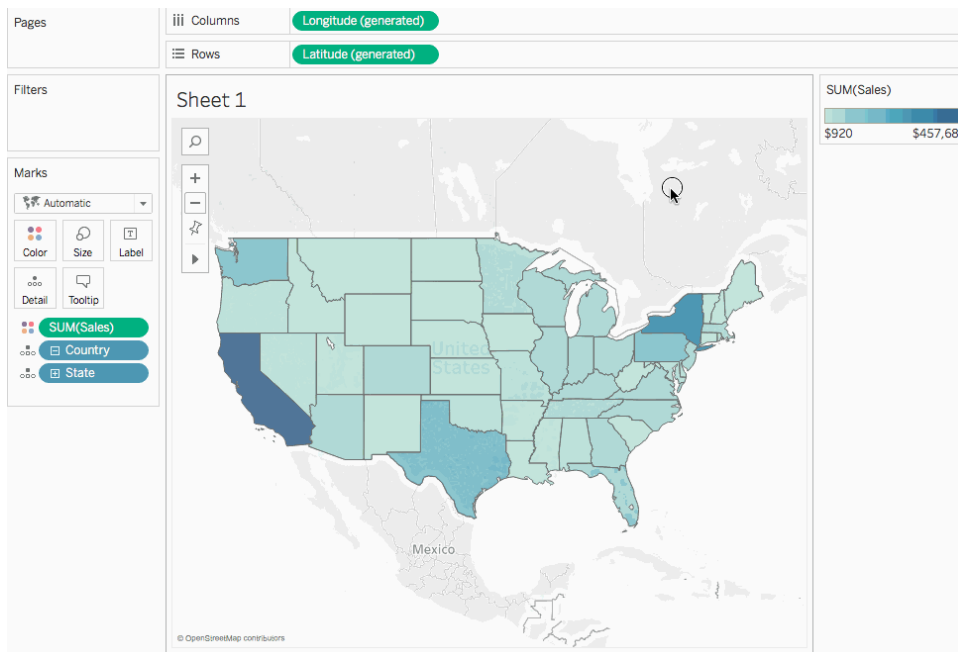 Pages
Columns
Longitude (generated)
Rows
Latitude (generated)
Filters
Sheet 1
SUM(Sales)
$920
$457,68
Marks
Automatic
Color
Size
Label
Detail
Tooltip
SUM(Sales)
Country
State
United
States
Mexico
© OpenStreetMap contributors